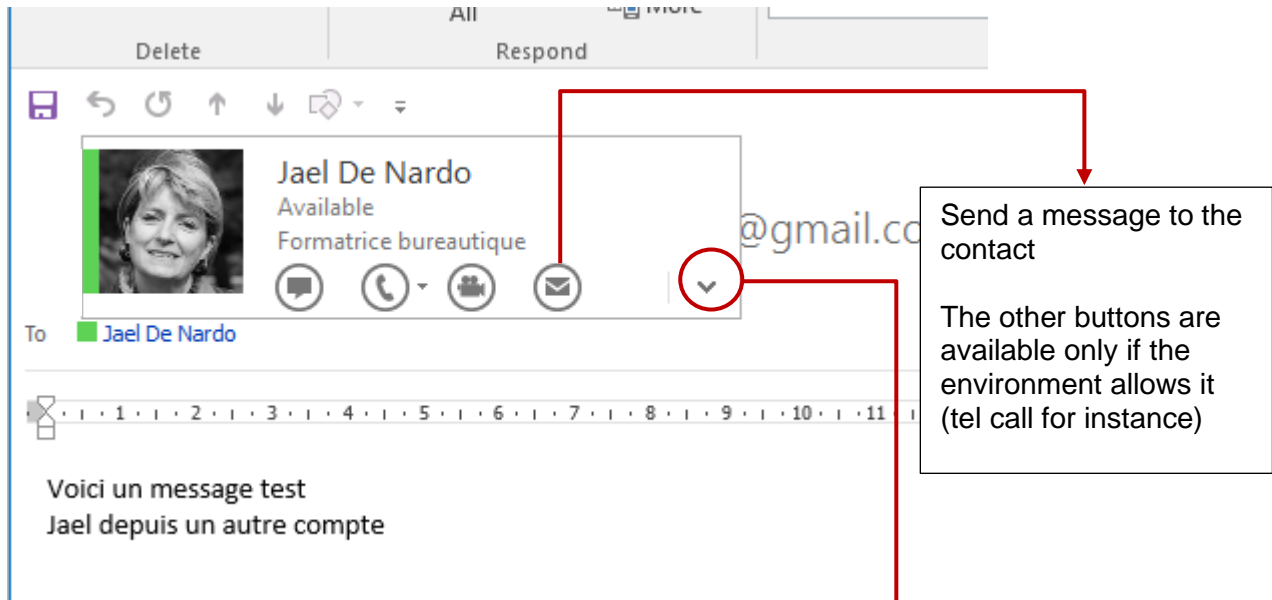 All
More
Delete
Respond
Jael De Nardo
Available
Formatrice bureautique
@gmail.co
To Jael De Nardo
1 2 3 4 5 6 7 8 9 10 11
Voici un message test
Jael depuis un autre compte
Send a message to the
contact
The other buttons are
available only if the
environment allows it
(tel call for instance)